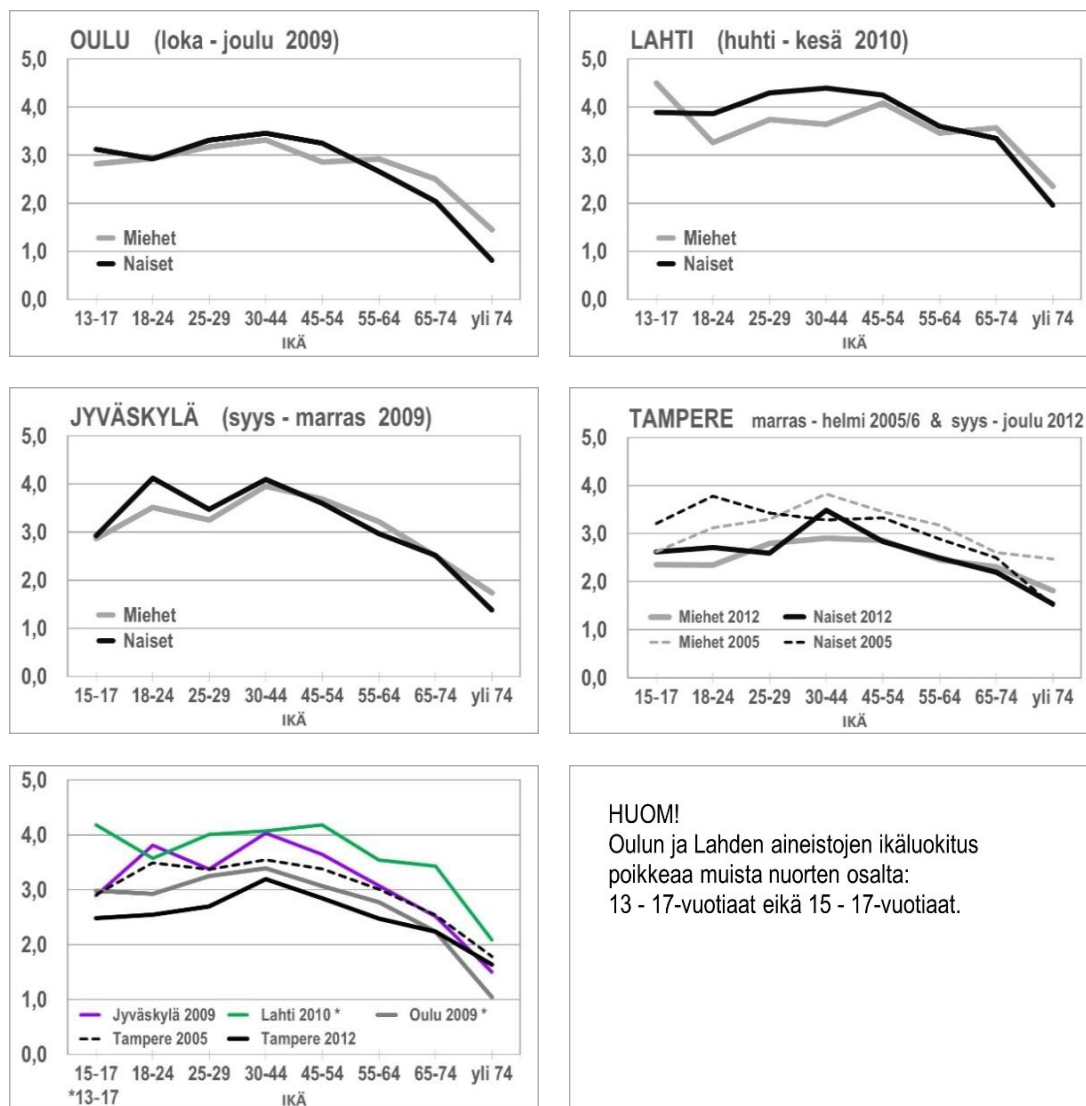 OULU (loka - joulu 2009)
5,0
4,0
3,0
2,0
1,0
0,0
Miehet
Naiset
13-17 18-24 25-29 30-44 45-54 55-64 65-74 yli 74
IKÄ
LAHTI (huhti - kesä 2010)
5,0
4,0
3,0
2,0
1,0
0,0
Miehet
Naiset
13-17 18-24 25-29 30-44 45-54 55-64 65-74 yli 74
IKÄ
JYVÄSKYLÄ (syys - marras 2009)
5,0
4,0
3,0
2,0
1,0
0,0
Miehet
Naiset
15-17 18-24 25-29 30-44 45-54 55-64 65-74 yli 74
IKÄ
TAMPERE marras - helmi 2005/6 & syys - joulu 2012
5,0
4,0
3,0
2,0
1,0
0,0
Miehet 2012 Naiset 2012
Miehet 2005 Naiset 2005
15-17 18-24 25-29 30-44 45-54 55-64 65-74 yli 74
IKÄ
5,0
4,0
3,0
2,0
1,0
0,0
Jyväskylä 2009 Lahti 2010 * Oulu 2009 *
Tampere 2005 Tampere 2012
15-17 18-24 25-29 30-44 45-54 55-64 65-74 yli 74
*13-17 IKÄ
HUOM!
Oulun ja Lahden aineistojen ikäluokitus
poikkeaa muista nuorten osalta:
13 - 17-vuotiaat eikä 15 - 17-vuotiaat.